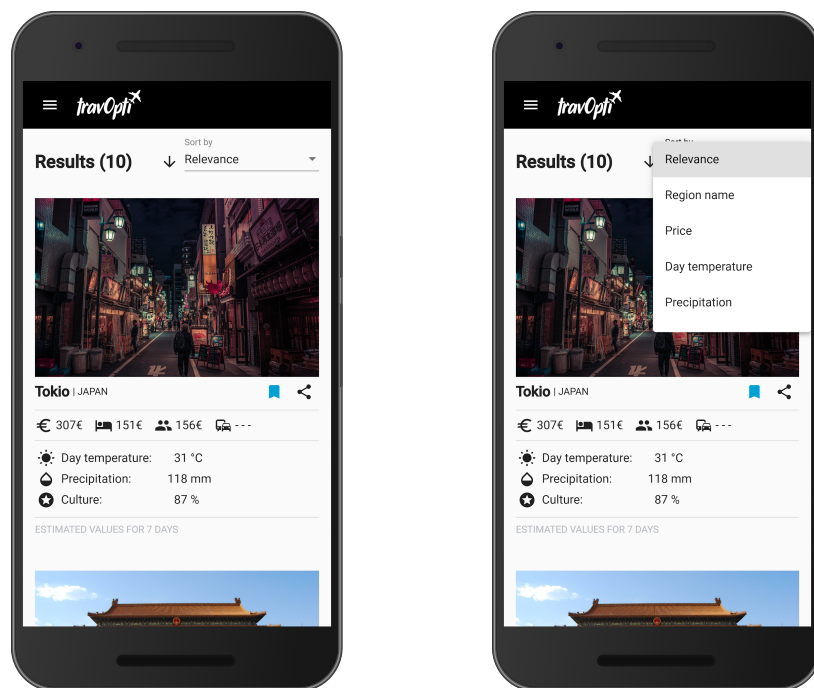 travOpti
Sort by
Results (10)
Relevance
Tokio | JAPAN
307€ 151€ 156€ ---
Day temperature: 31 °C
Precipitation: 118 mm
Culture: 87 %
ESTIMATED VALUES FOR 7 DAYS
travOpti
Sort by
Results (10)
Relevance
Region name
Price
Day temperature
Precipitation
Tokio | JAPAN
307€ 151€ 156€ ---
Day temperature: 31 °C
Precipitation: 118 mm
Culture: 87 %
ESTIMATED VALUES FOR 7 DAYS